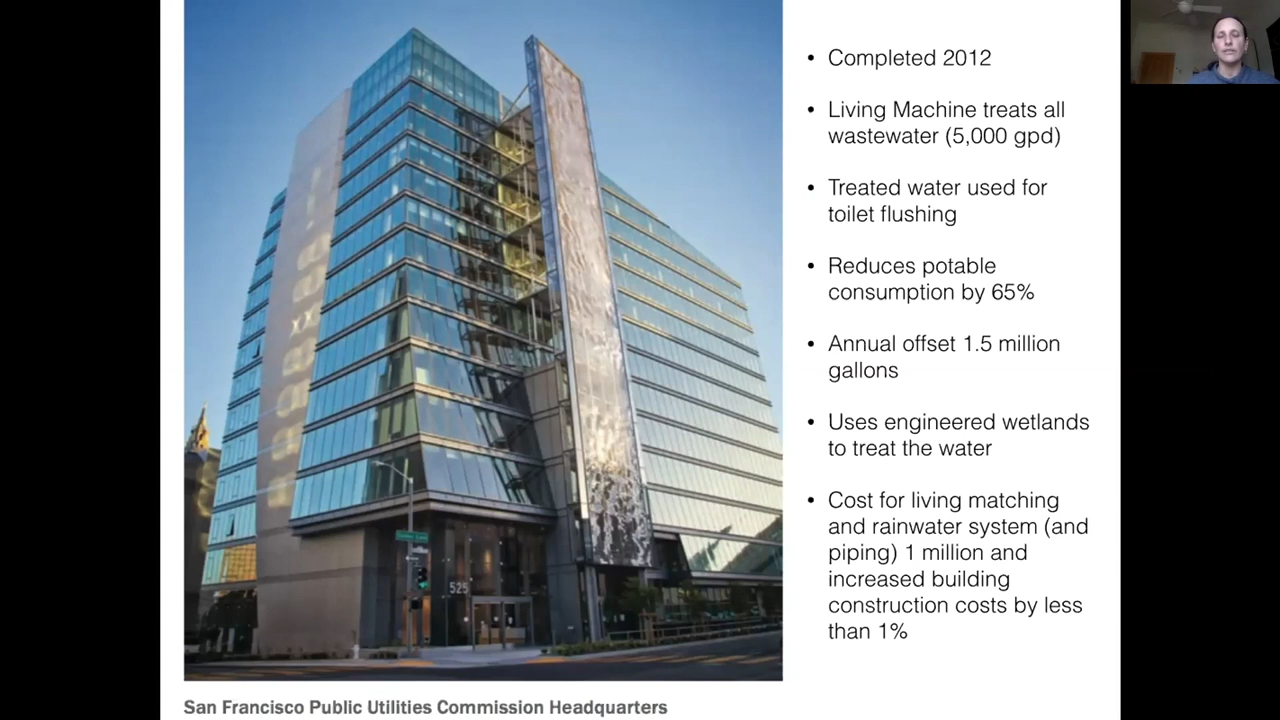 • Completed 2012
• Living Machine treats all
wastewater (5,000 gpd)
• Treated water used for
toilet flushing
• Reduces potable
consumption by 65%
• Annual offset 1.5 million
gallons
• Uses engineered wetlands
to treat the water
• Cost for living matching
and rainwater system (and
piping) 1 million and
increased building
construction costs by less
than 1%
525
San Francisco Public Utilities Commission Headquarters